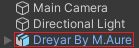 Main Camera
Directional Light
Dreyar By M.Aure